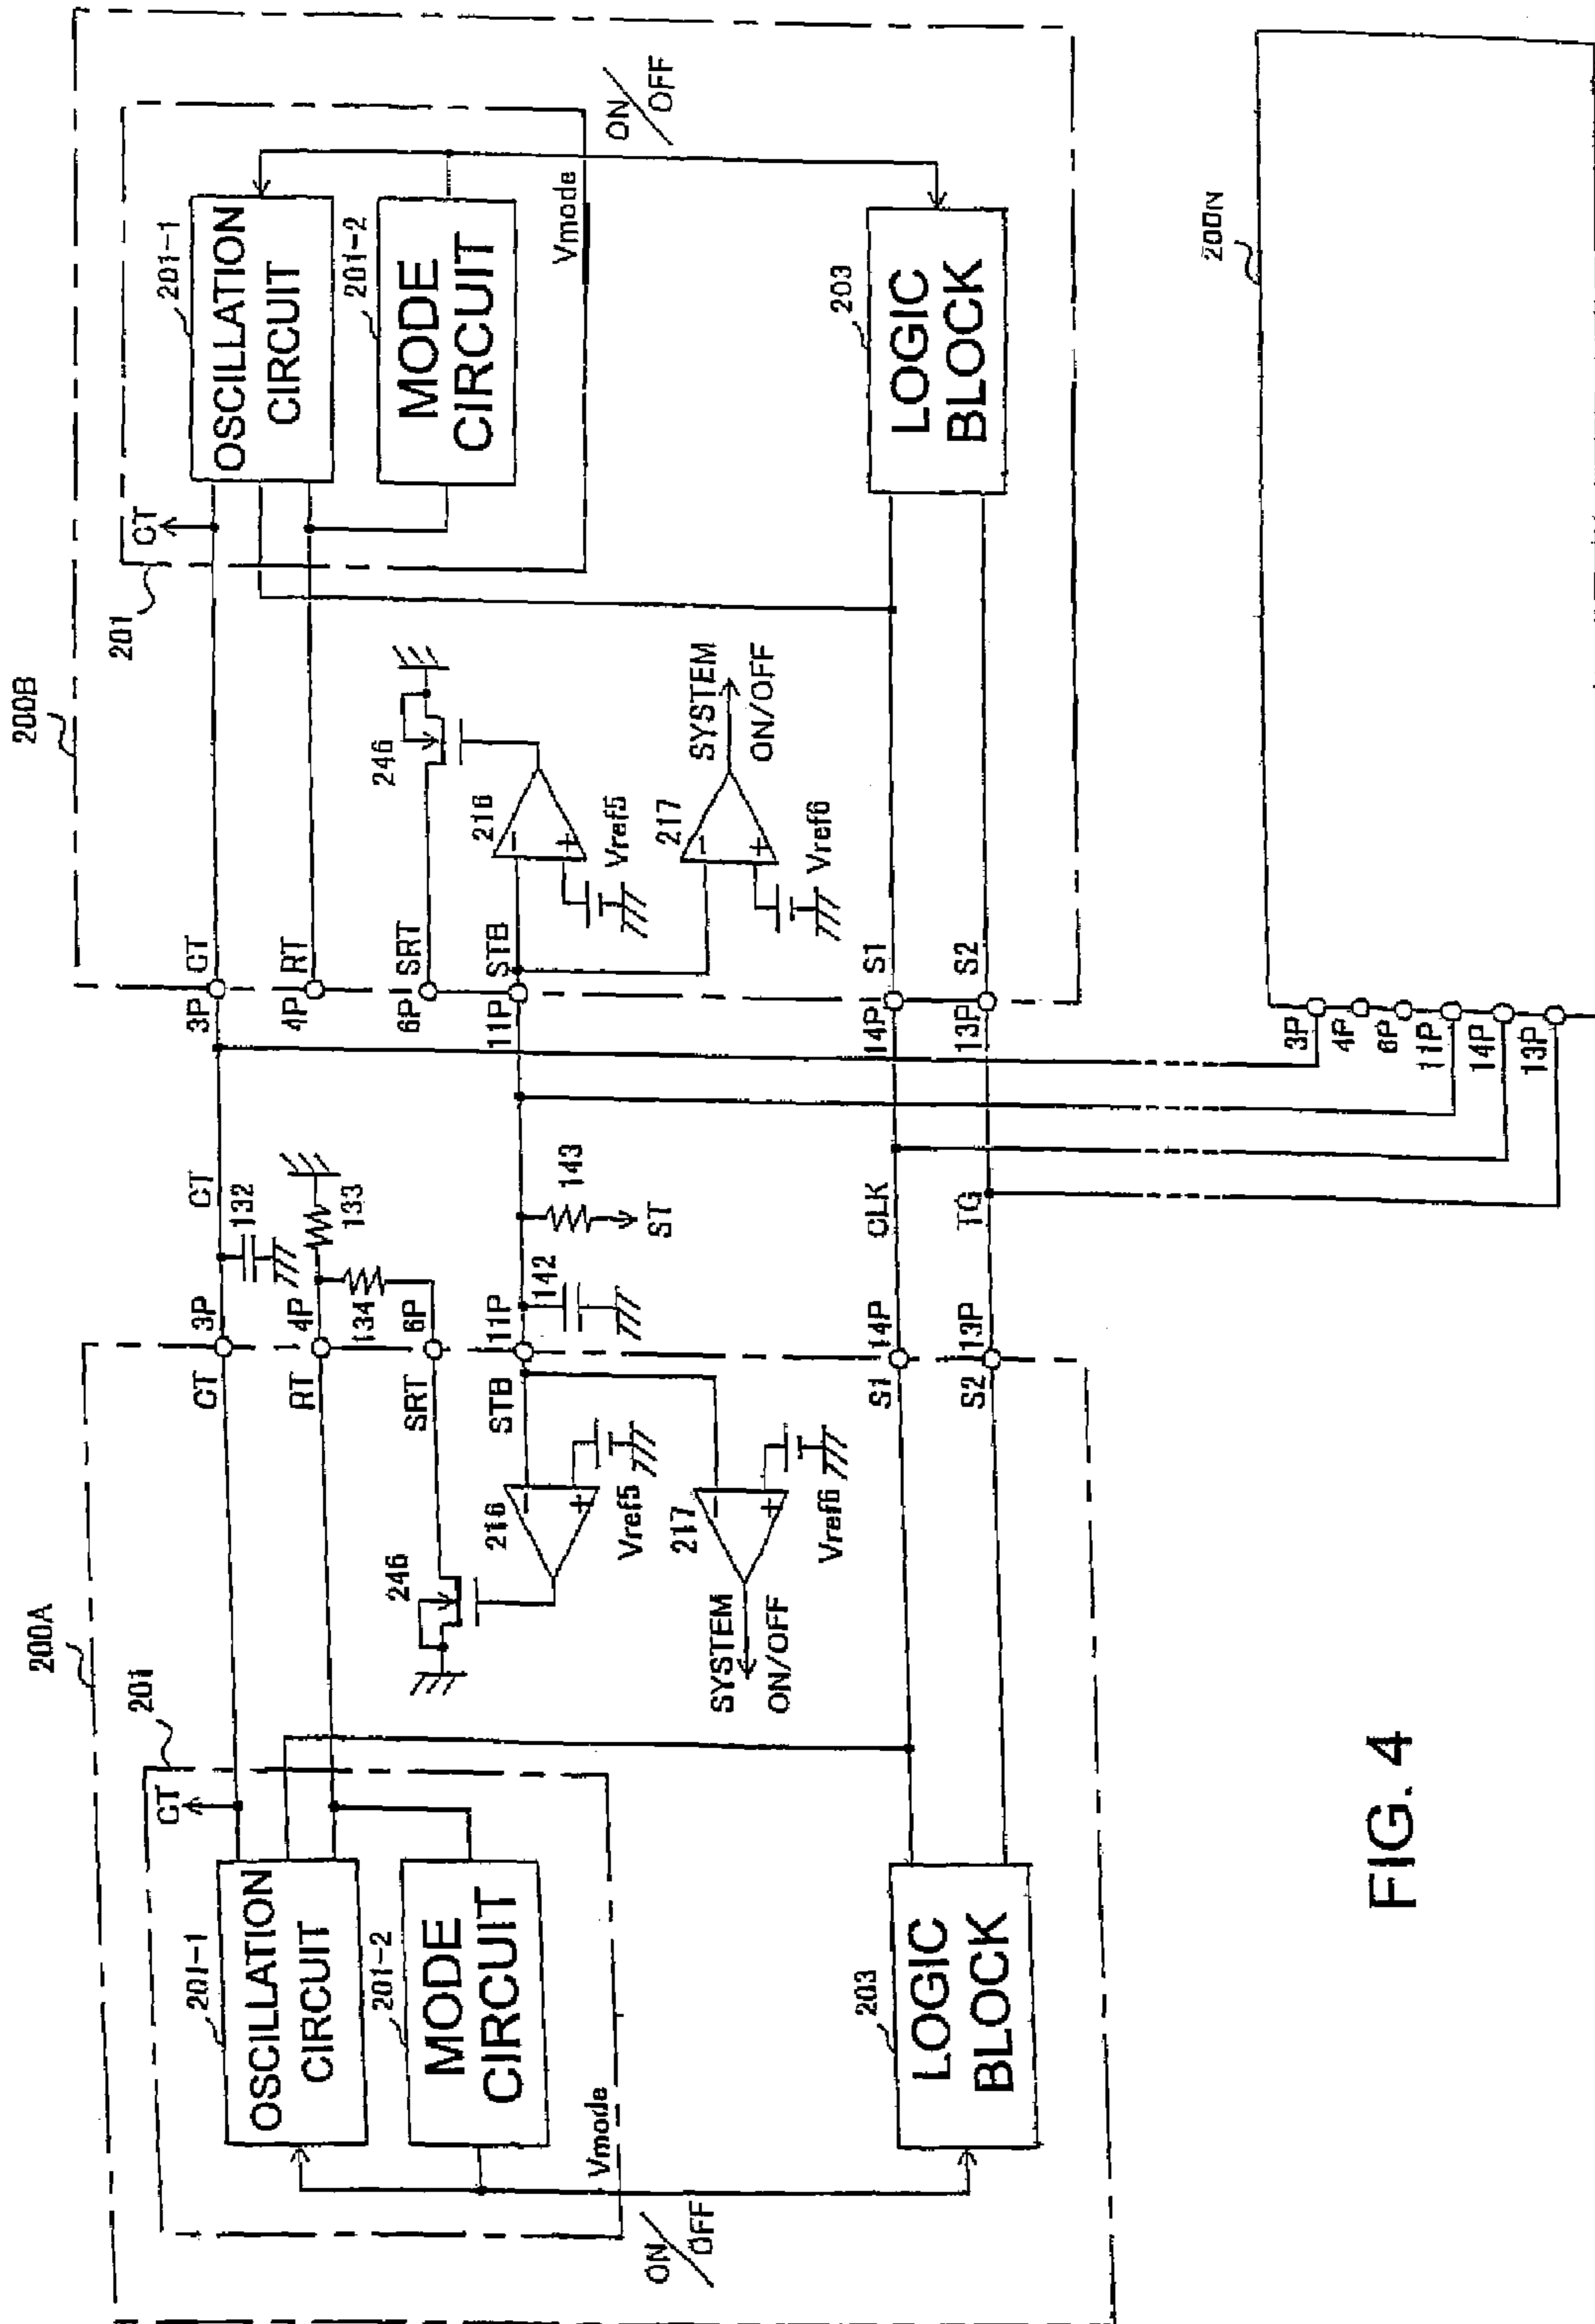 200A
201
CT
201-1
OSCILLATION
CIRCUIT
201-2
MODE
CIRCUIT
Vmode
ON/OFF
203
LOGIC
BLOCK
CT
RT
SRT
STB
246
216
Vref5
217
Vref6
SYSTEM
ON/OFF
S1
S2
3P
4P
6P
11P
14P
13P
CT
132
133
134
142
143
ST
CLK
TG
200B
3P
4P
6P
11P
14P
13P
CT
RT
SRT
STB
S1
S2
246
216
Vref5
217
Vref6
SYSTEM
ON/OFF
201
CT
201-1
OSCILLATION
CIRCUIT
201-2
MODE
CIRCUIT
Vmode
ON/OFF
203
LOGIC
BLOCK
200N
3P
4P
6P
11P
14P
13P
FIG. 4